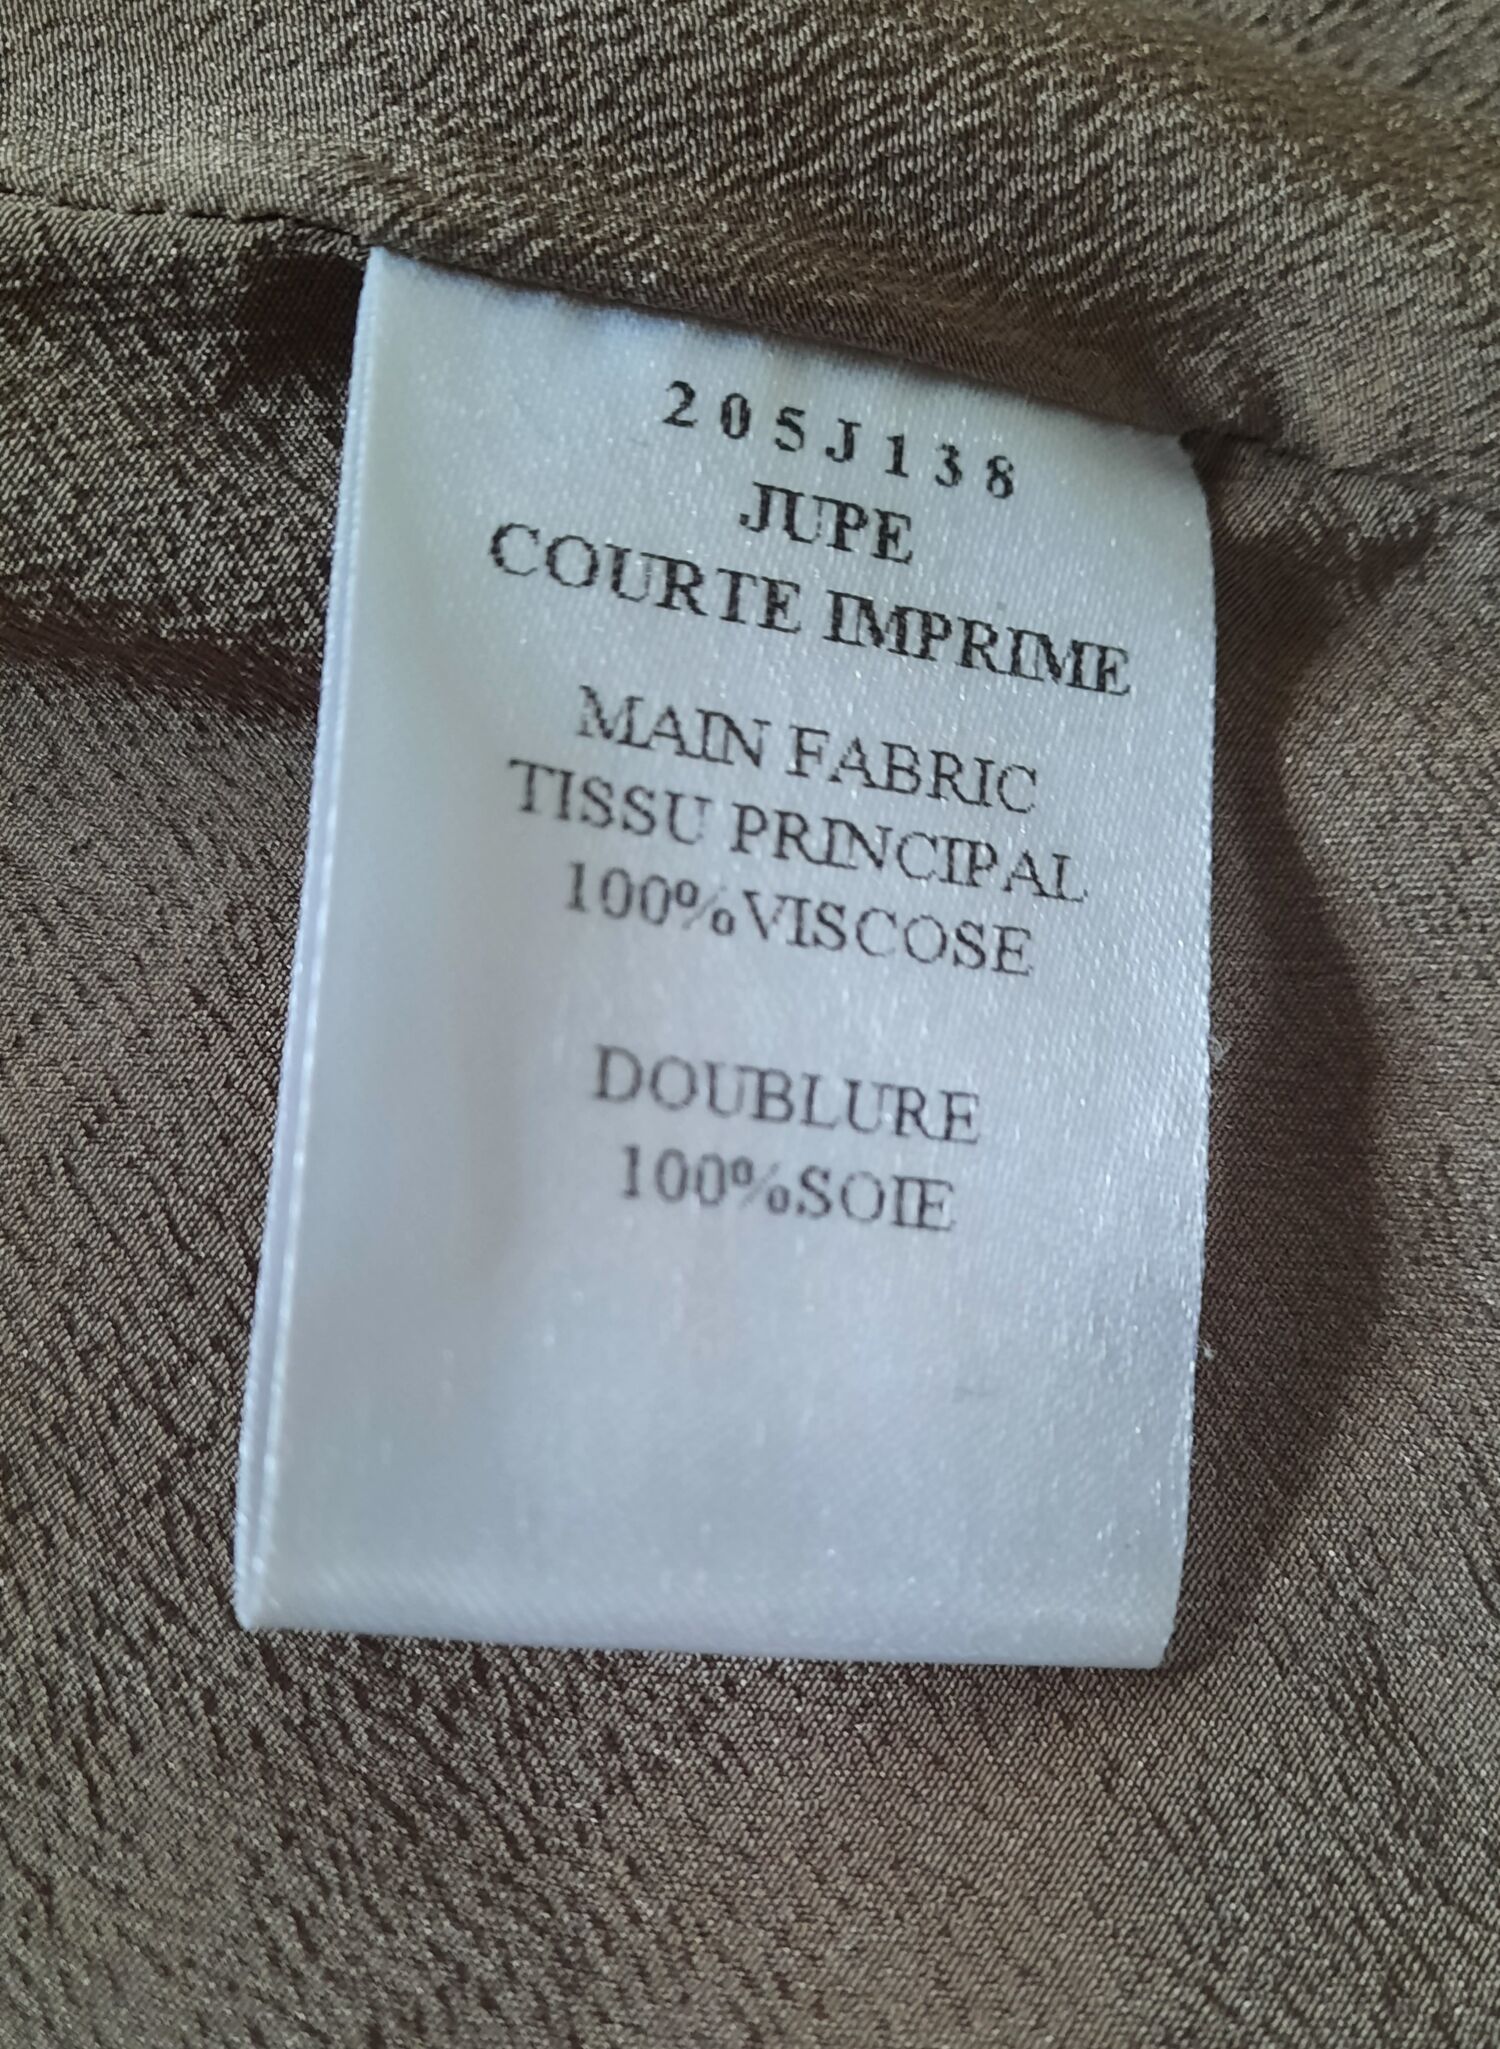 205J138
JUPE
COURTE IMPRIME
MAIN FABRIC
TISSU PRINCIPAL
100%VISCOSE
DOUBLURE
100%SOIE